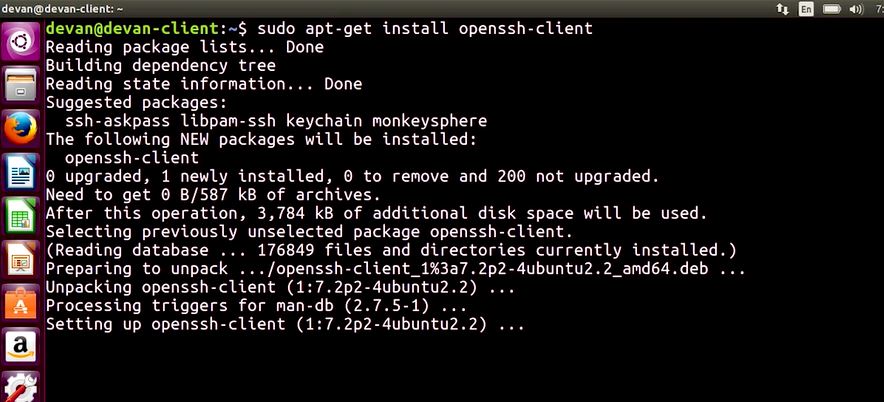 devan@devan-client: ~
En
7:
devan@devan-client:~$ sudo apt-get install openssh-client
Reading package lists... Done
Building dependency tree
Reading state information... Done
Suggested packages:
  ssh-askpass libpam-ssh keychain monkeysphere
The following NEW packages will be installed:
  openssh-client
0 upgraded, 1 newly installed, 0 to remove and 200 not upgraded.
Need to get 0 B/587 kB of archives.
After this operation, 3,784 kB of additional disk space will be used.
Selecting previously unselected package openssh-client.
(Reading database ... 176849 files and directories currently installed.)
Preparing to unpack .../openssh-client_1%3a7.2p2-4ubuntu2.2_amd64.deb ...
Unpacking openssh-client (1:7.2p2-4ubuntu2.2) ...
Processing triggers for man-db (2.7.5-1) ...
Setting up openssh-client (1:7.2p2-4ubuntu2.2) ...
a